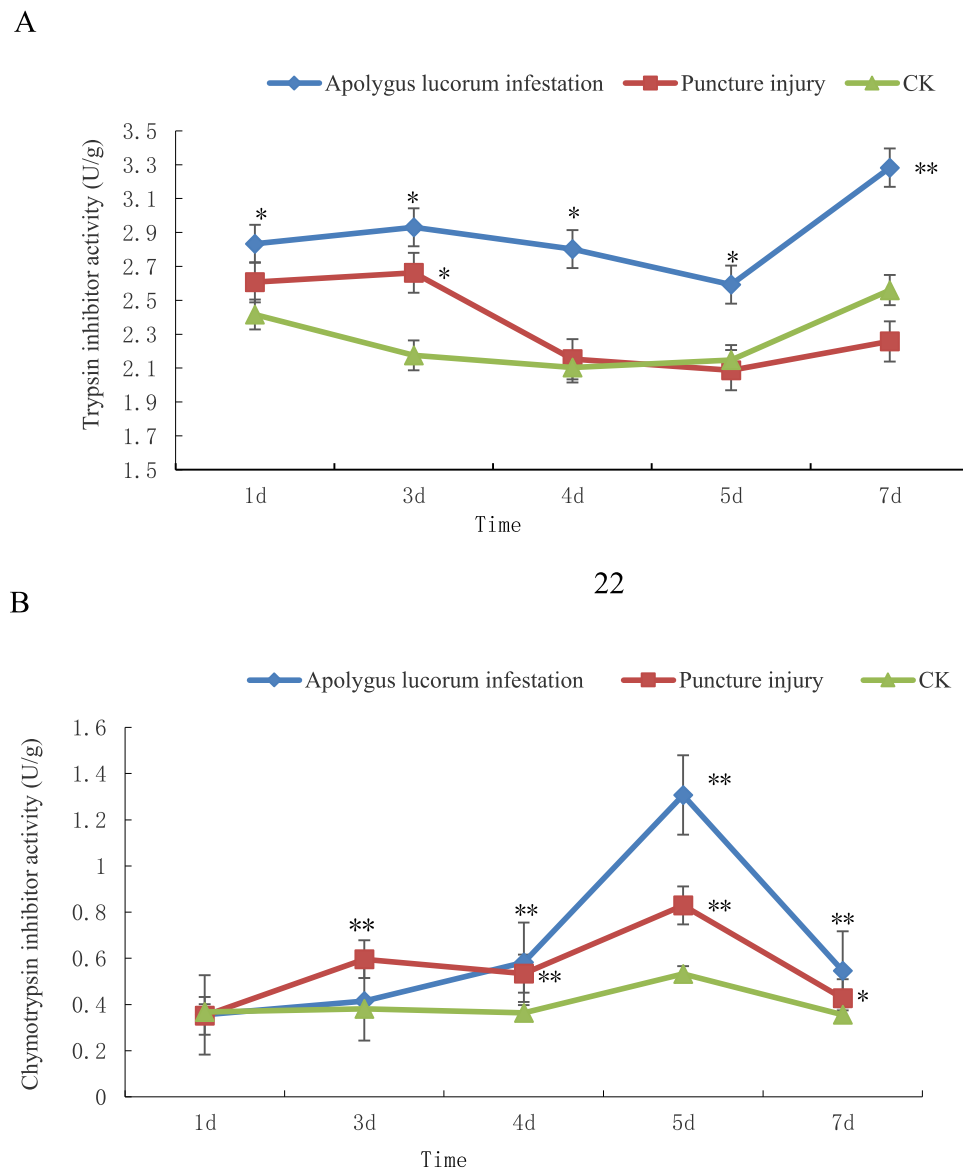 A
Apolygus lucorum infestation Puncture injury CK
Trypsin inhibitor activity (U/g)
3.5
3.3
3.1
2.9
2.7
2.5
2.3
2.1
1.9
1.7
1.5
* * * * ** *
1d 3d 4d 5d 7d
Time
22
B
Apolygus lucorum infestation Puncture injury CK
Chymotrypsin inhibitor activity (U/g)
1.6
1.4
1.2
1
0.8
0.6
0.4
0.2
0
** ** ** ** ** ** *
1d 3d 4d 5d 7d
Time